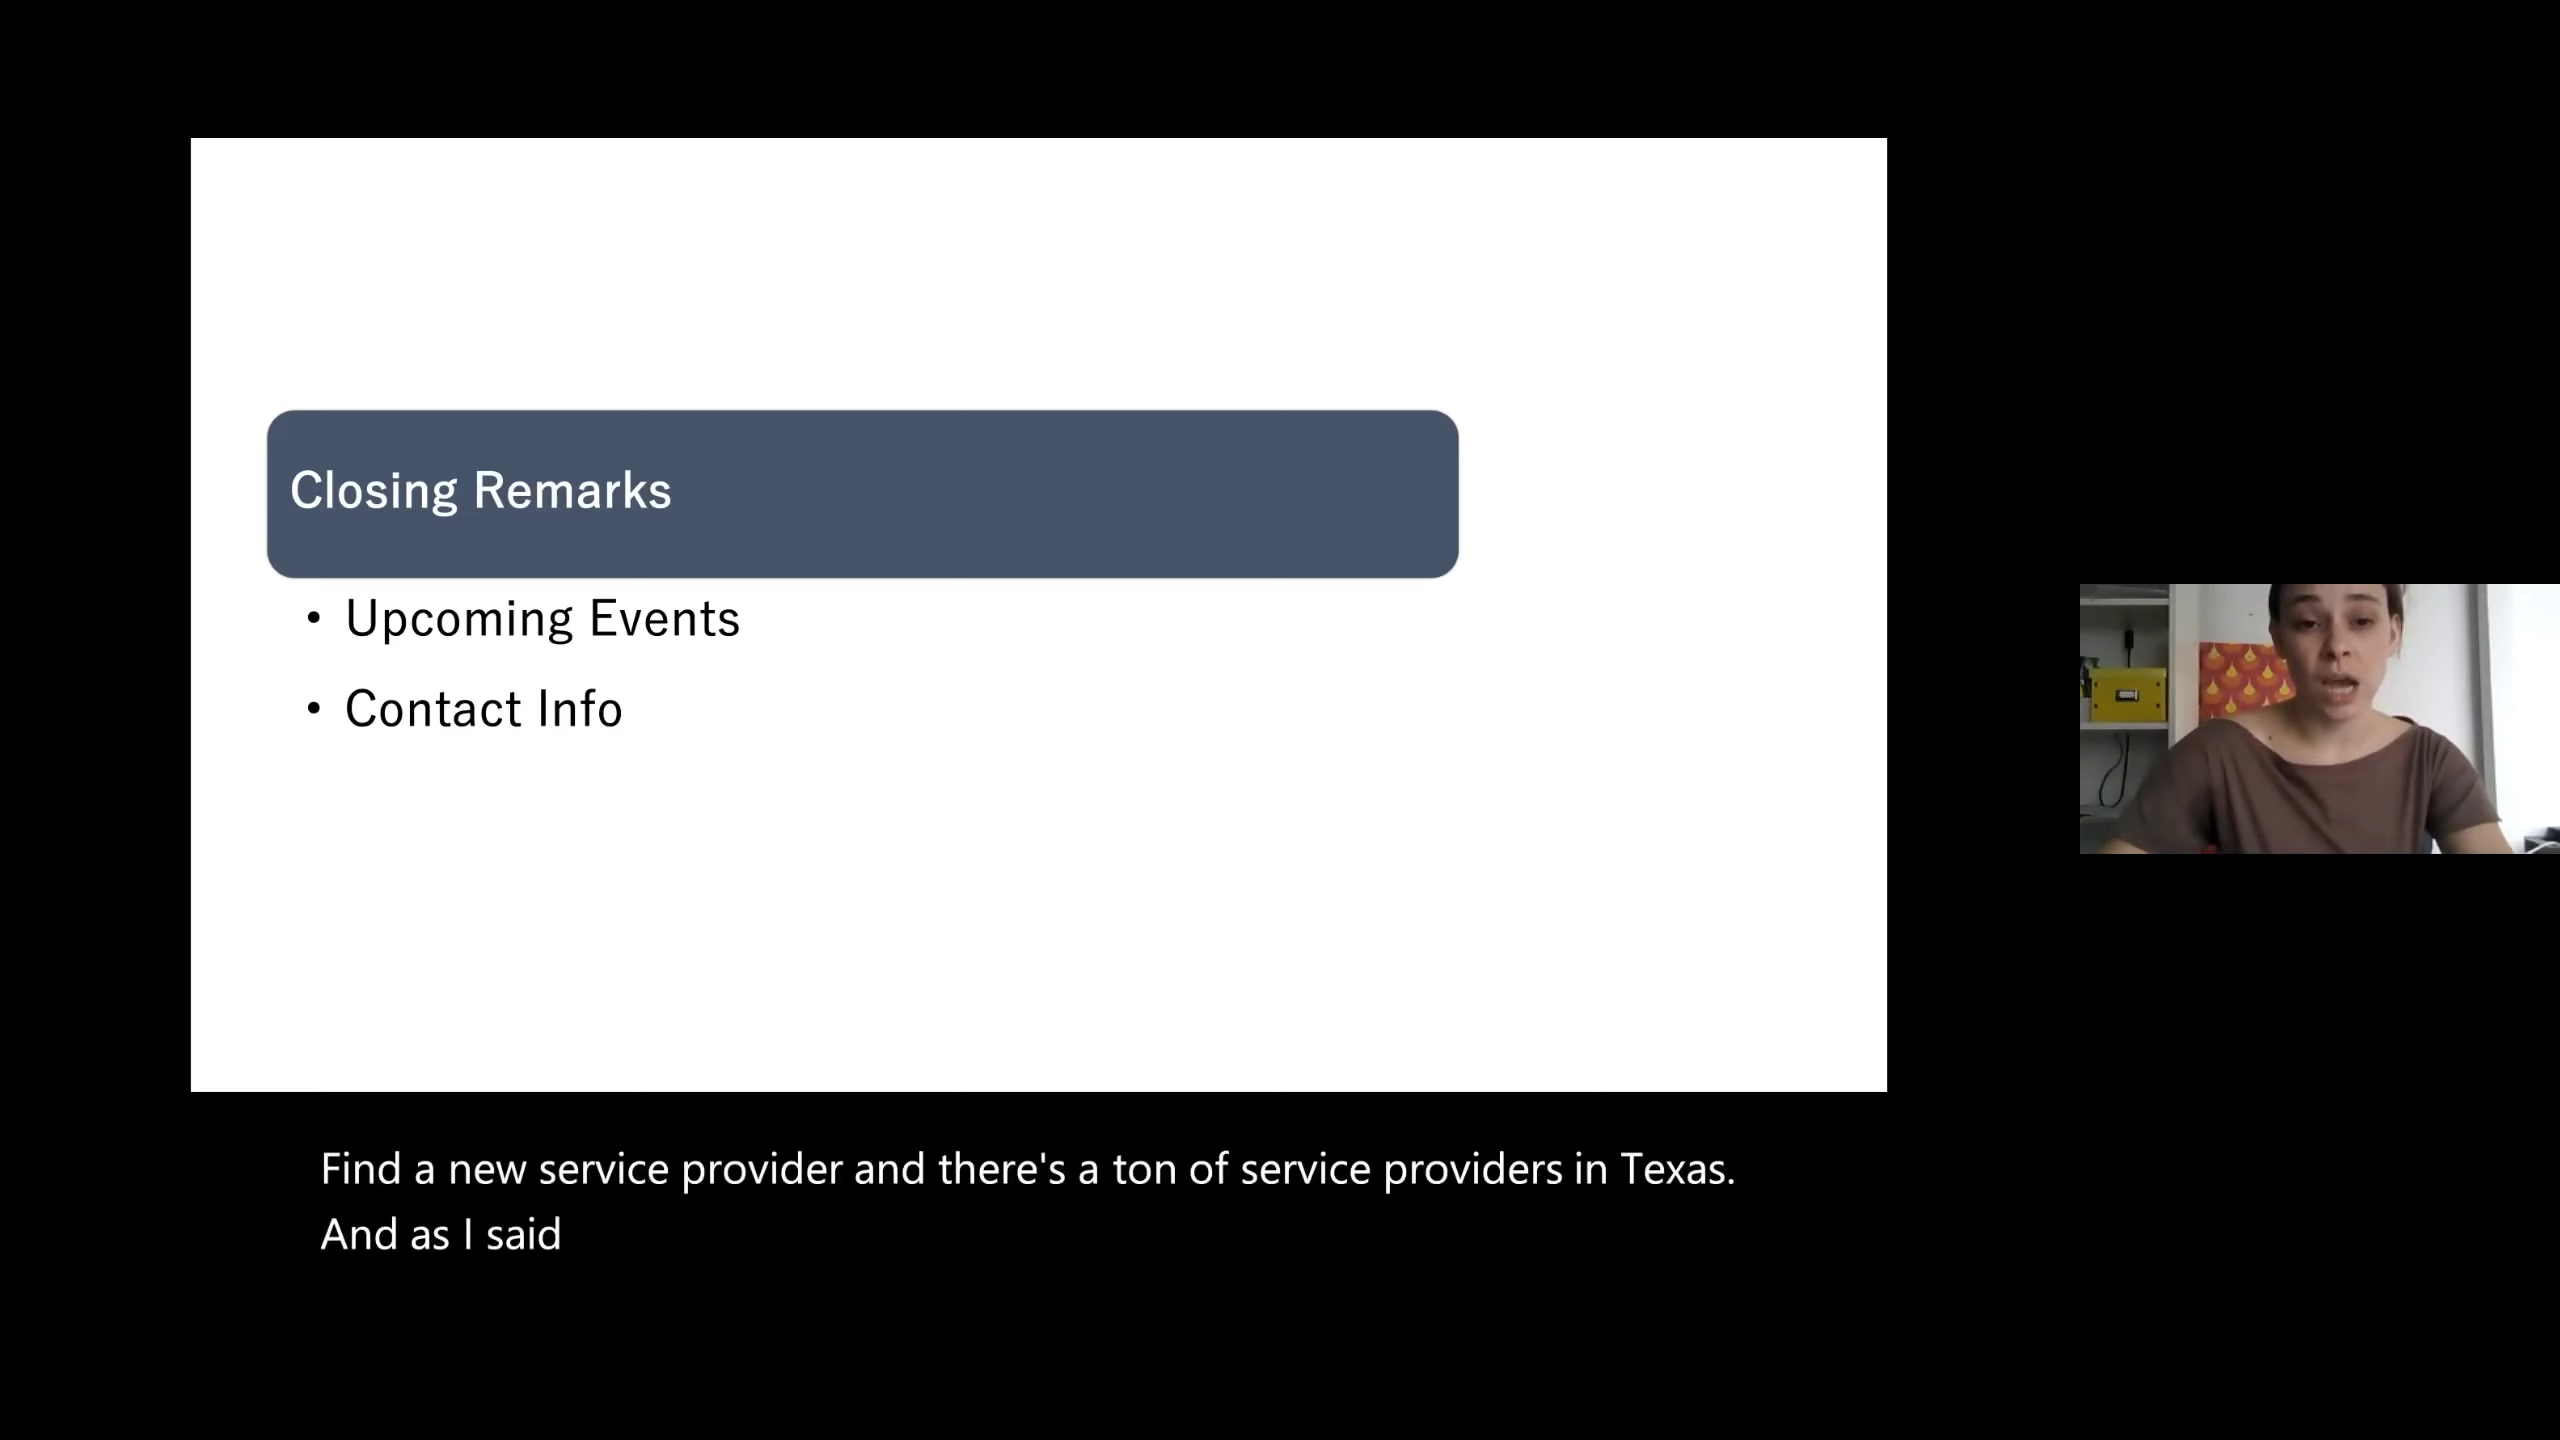 Closing Remarks
• Upcoming Events
• Contact Info
Find a new service provider and there's a ton of service providers in Texas.
And as I said